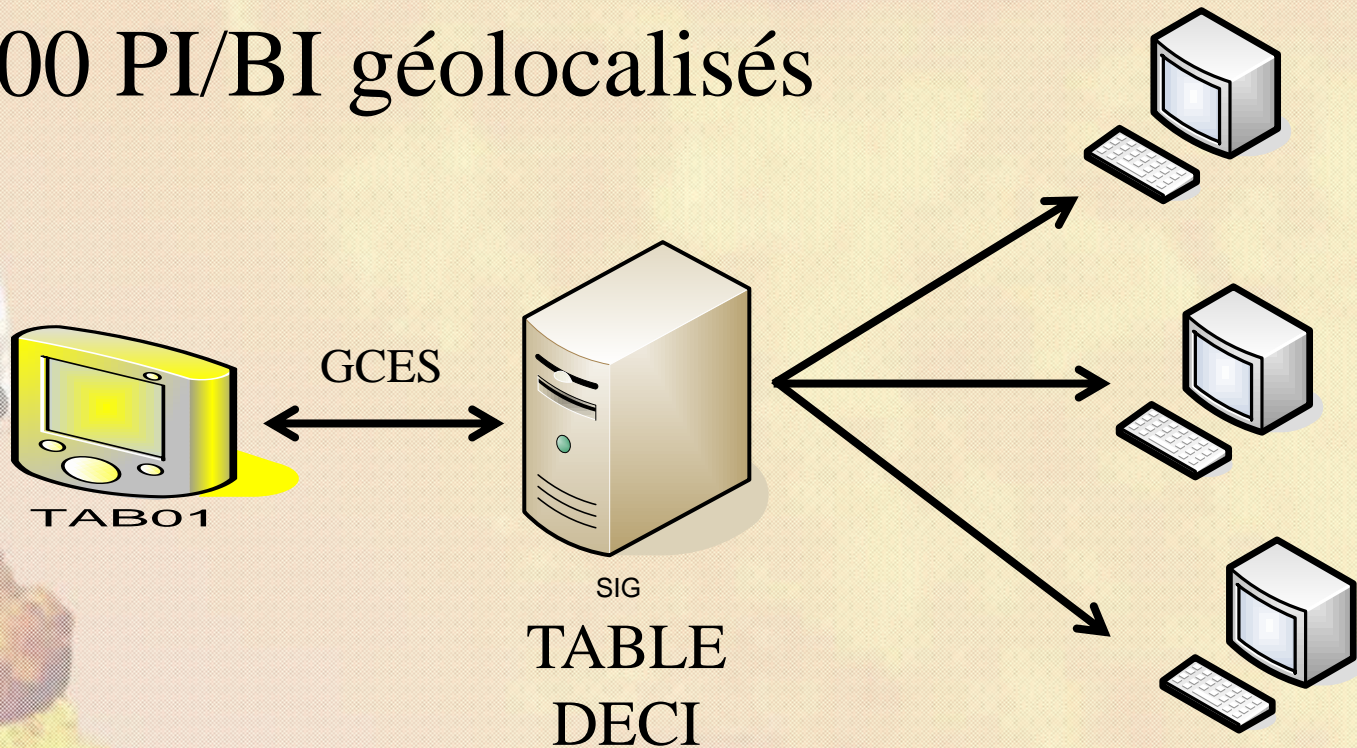 00 PI/BI géolocalisés
GCES
TAB01
SIG
TABLE
DECI